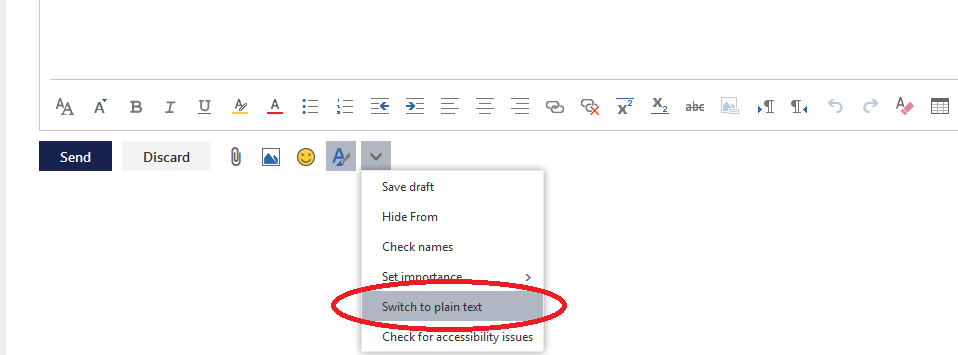 Send
Discard
Save draft
Hide From
Check names
Set importance
Switch to plain text
Check for accessibility issues